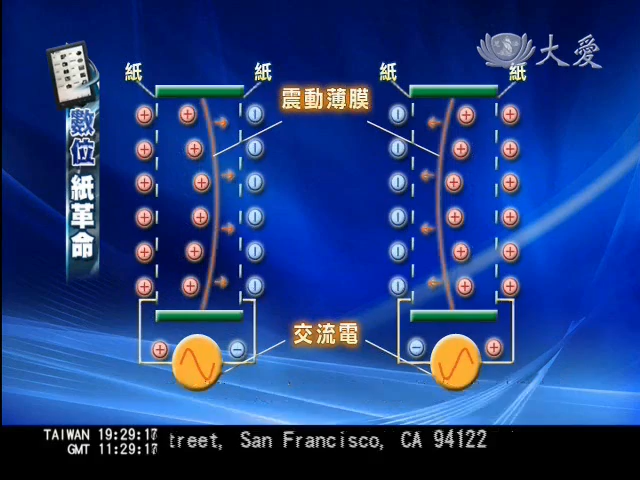 大愛
數位
紙革命
紙 紙 紙 紙
震動薄膜
交流電
TAIWAN 19:29:17
GMT 11:29:17
treet, San Francisco, CA 94122